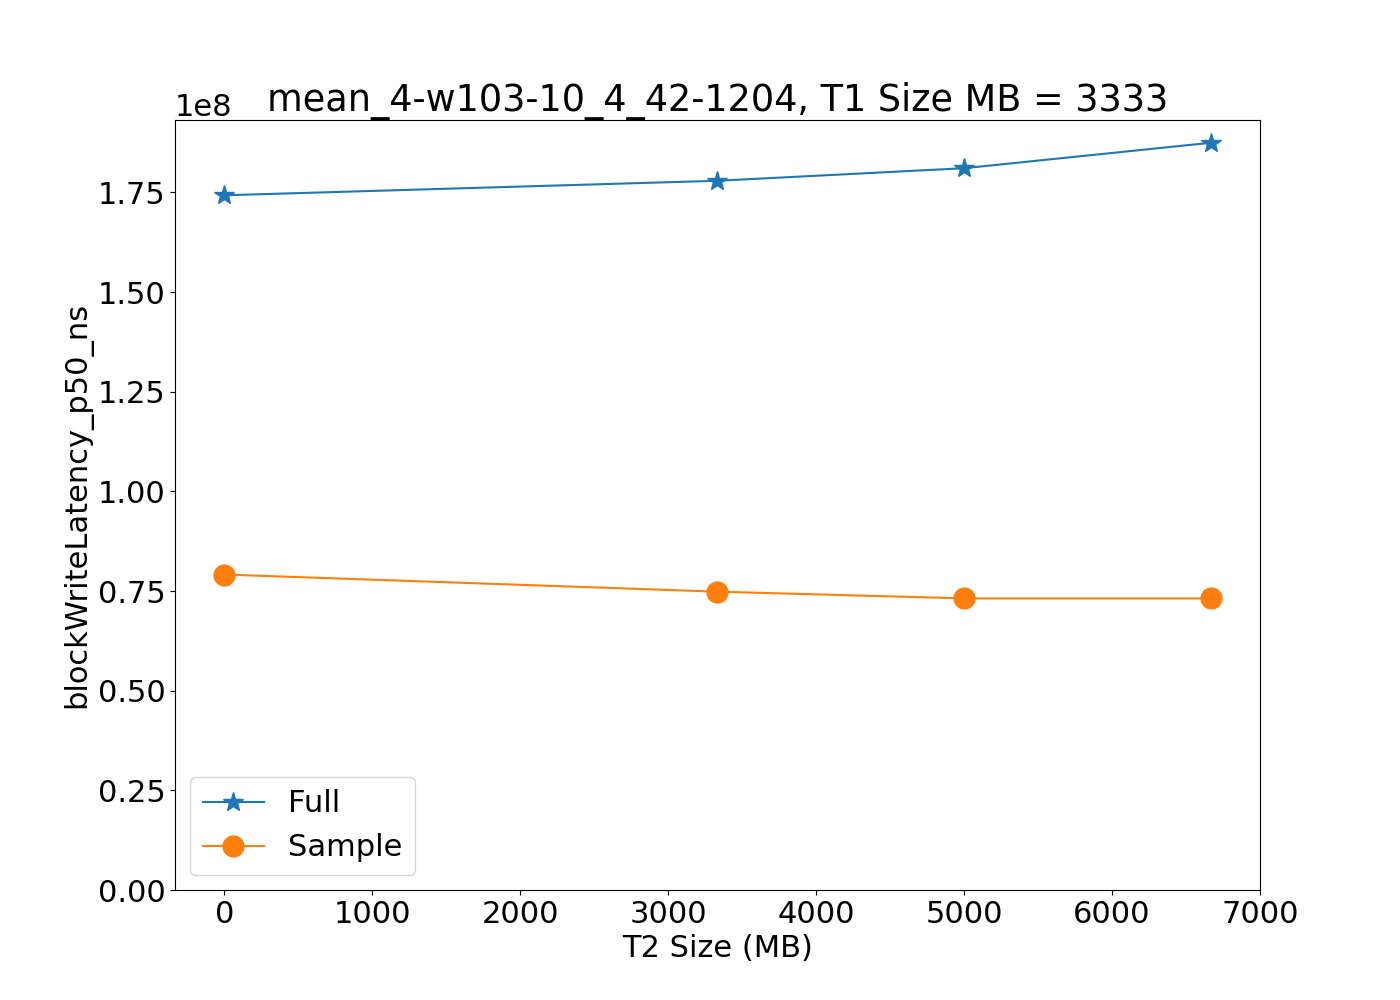 1e8
mean_4-w103-10_4_42-1204, T1 Size MB = 3333
blockWriteLatency_p50_ns
1.75
1.50
1.25
1.00
0.75
0.50
0.25
0.00
Full
Sample
0 1000 2000 3000 4000 5000 6000 7000
T2 Size (MB)